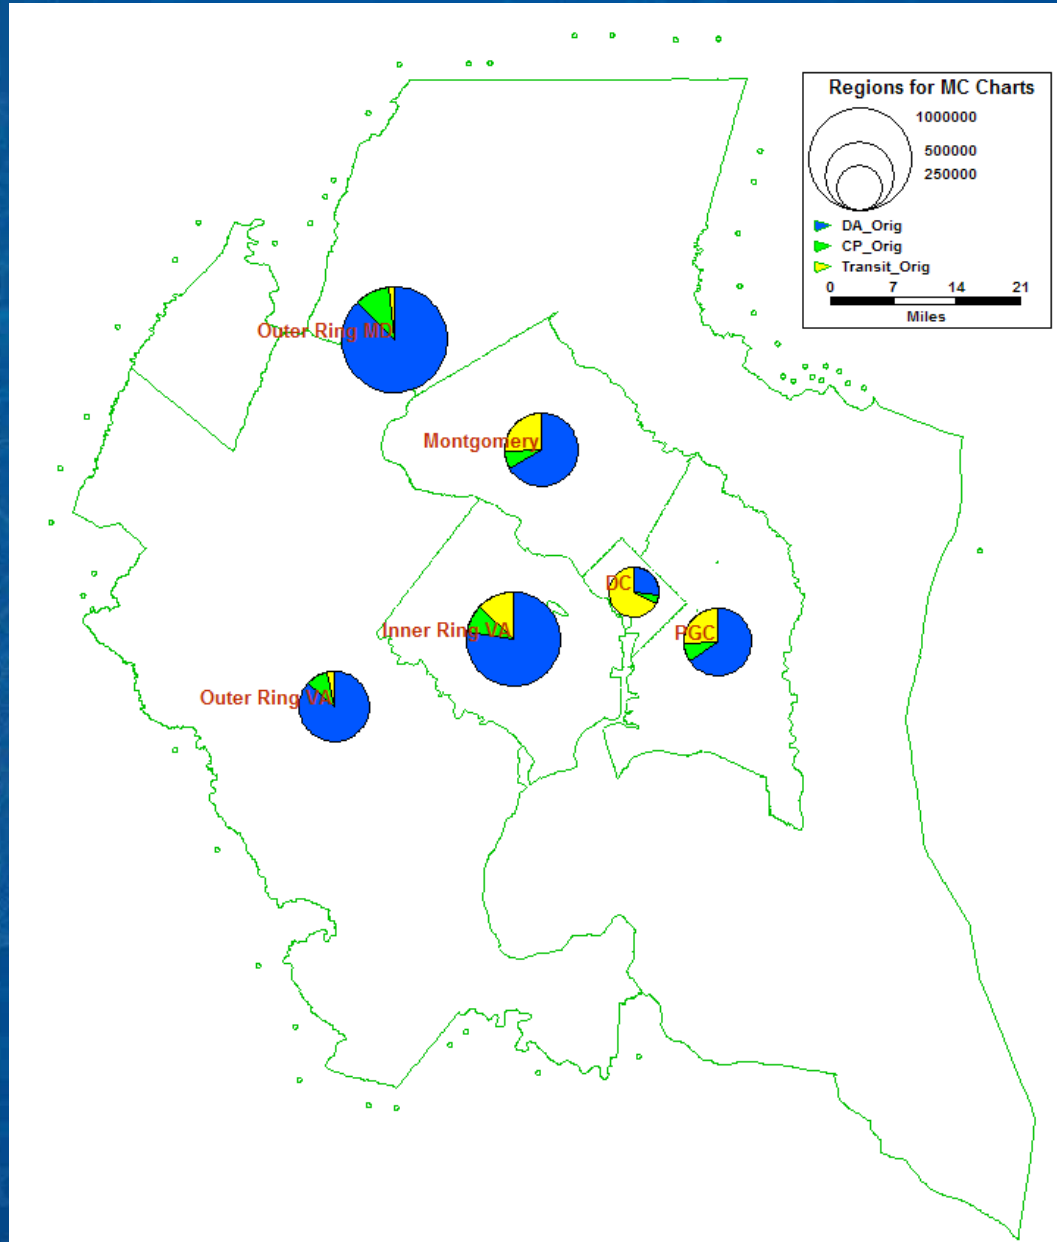 Regions for MC Charts
1000000
500000
250000
DA_Orig
CP_Orig
Transit_Orig
0 7 14 21
Miles
Outer Ring MD
Montgomery
DC
Inner Ring VA
PGC
Outer Ring VA